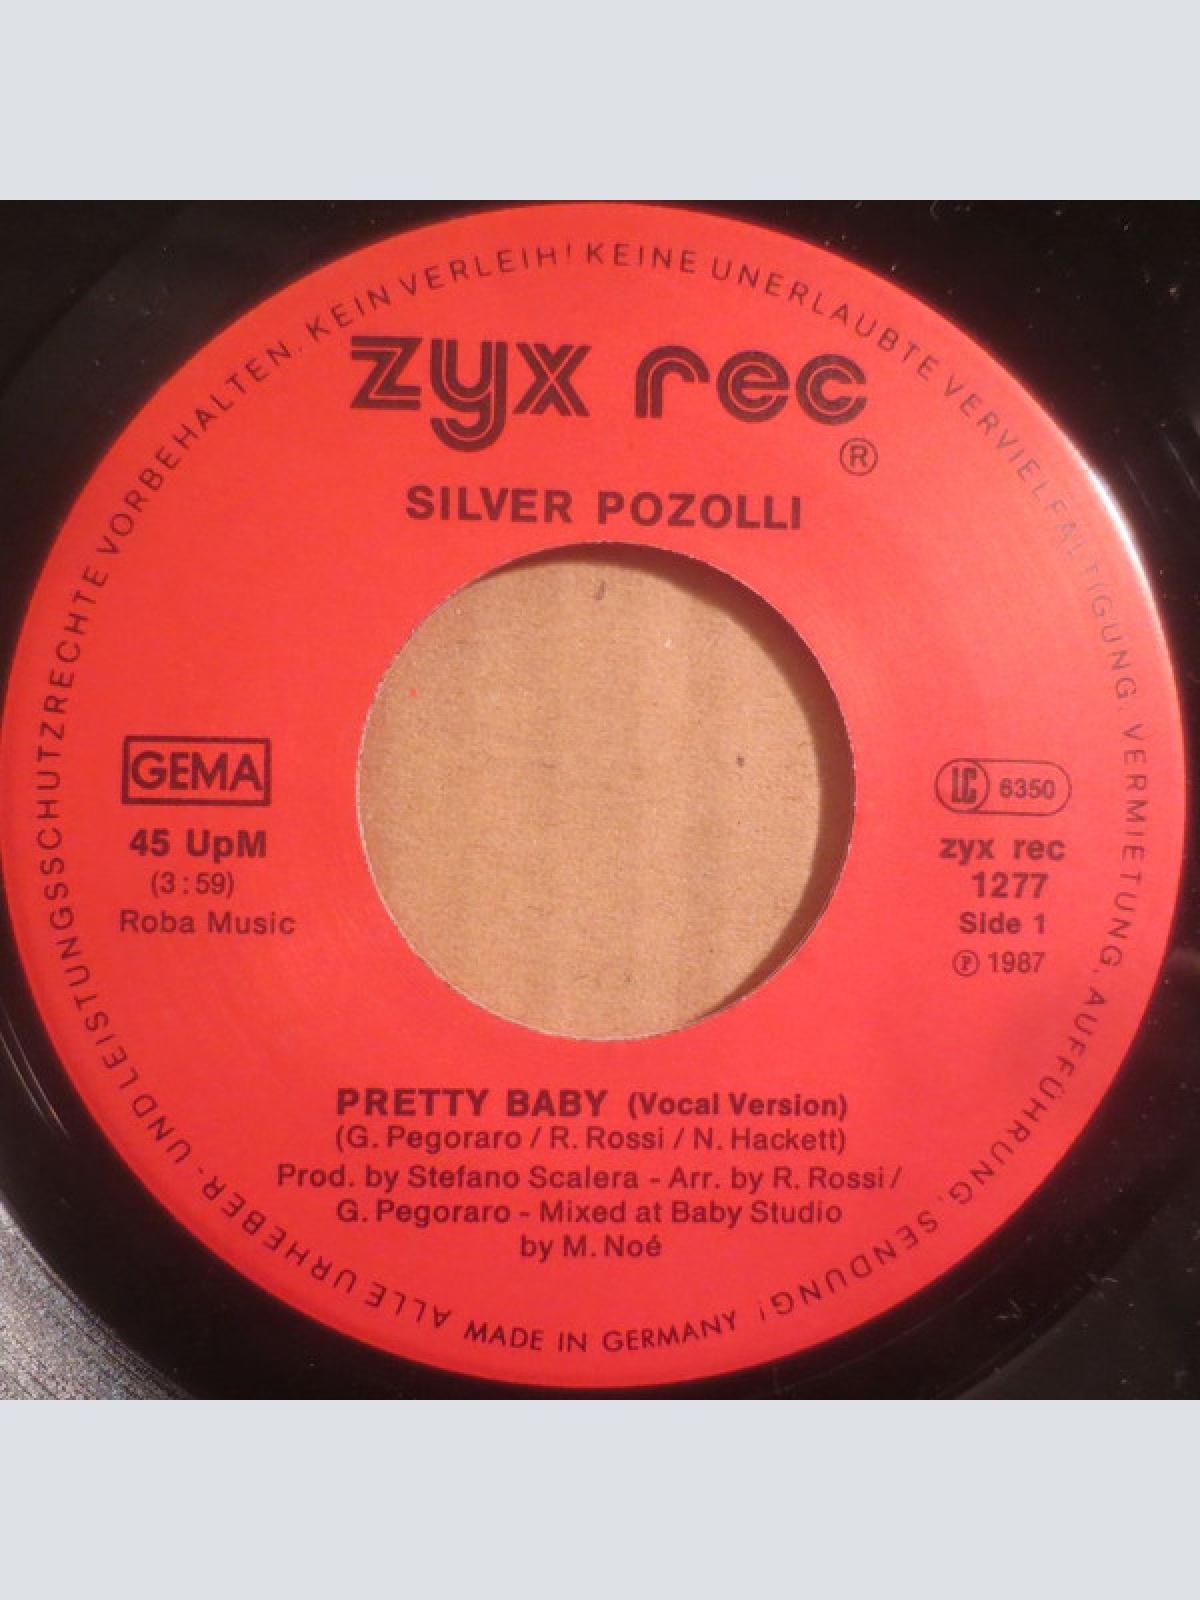 zyx rec ®
SILVER POZOLLI
GEMA
45 UpM
(3:59)
Roba Music
LC 6350
zyx rec
1277
Side 1
℗ 1987
PRETTY BABY (Vocal Version)
(G. Pegoraro / R. Rossi / N. Hackett)
Prod. by Stefano Scalera - Arr. by R. Rossi /
G. Pegoraro - Mixed at Baby Studio
by M. Noé
ALLE URHEBER- UND LEISTUNGSSCHUTZRECHTE VORBEHALTEN. KEIN VERLEIH! KEINE UNERLAUBTE VERVIELFÄLTIGUNG, VERMIETUNG, AUFFÜHRUNG, SENDUNG!
MADE IN GERMANY